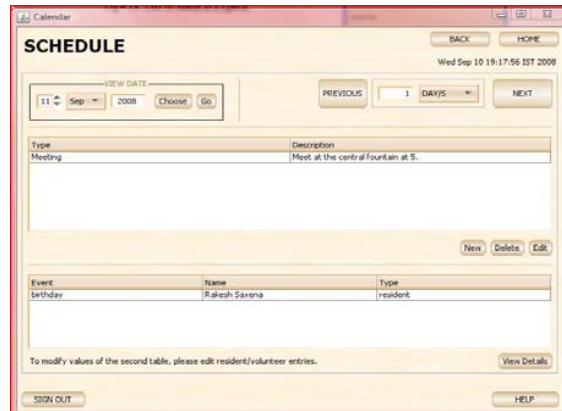 Calendar
SCHEDULE
BACK HOME
Wed Sep 10 19:17:56 IST 2008
VIEW DATE
11 Sep 2008 Choose Go
PREVIOUS 1 DAY/S NEXT
Type Description
Meeting Meet at the central fountain at 5.
New Delete Edit
Event Name Type
birthday Rakesh Saxena resident
To modify values of the second table, please edit resident/volunteer entries.
View Details
SIGN OUT HELP